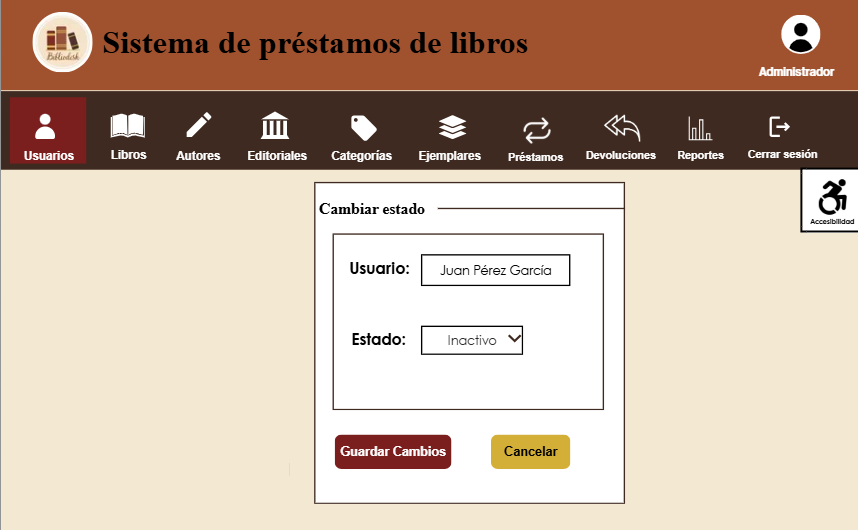 Bibliodesk
Sistema de préstamos de libros
Administrador
Usuarios
Libros
Autores
Editoriales
Categorías
Ejemplares
Préstamos
Devoluciones
Reportes
Cerrar sesión
Accesibilidad
Cambiar estado
Usuario:
Juan Pérez García
Estado:
Inactivo
Guardar Cambios
Cancelar